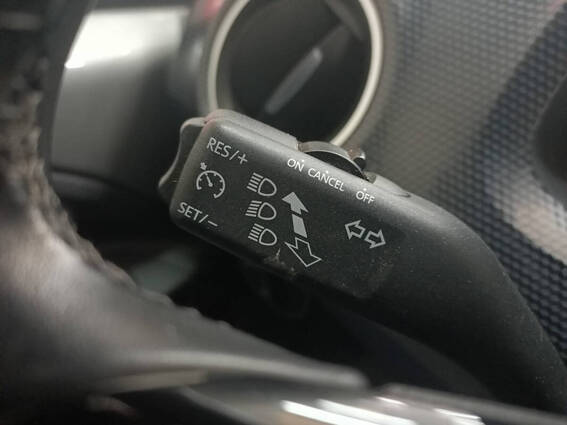 RES/+
ON CANCEL OFF
SET/-